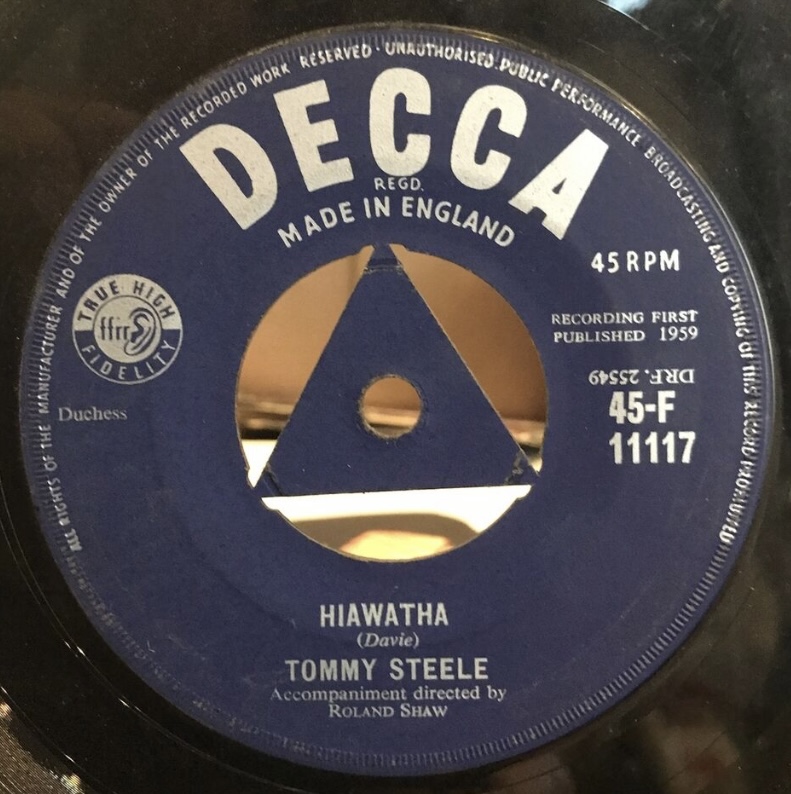 ALL RIGHTS OF THE MANUFACTURER AND OF THE OWNER OF THE RECORDED WORK RESERVED · UNAUTHORISED PUBLIC PERFORMANCE BROADCASTING AND COPYING OF THIS RECORD PROHIBITED
DECCA
REGD.
MADE IN ENGLAND
45 RPM
TRUE HIGH
ffrr
FIDELITY
RECORDING FIRST
PUBLISHED 1959
DRF. 25549
Duchess
45-F
11117
HIAWATHA
(Davie)
TOMMY STEELE
Accompaniment directed by
ROLAND SHAW